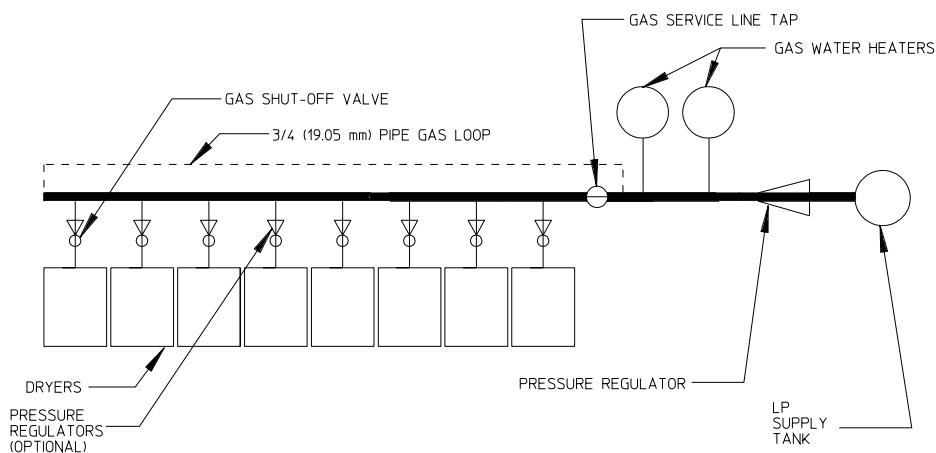 GAS SERVICE LINE TAP
GAS WATER HEATERS
GAS SHUT-OFF VALVE
3/4 (19.05 mm) PIPE GAS LOOP
DRYERS
PRESSURE REGULATOR
PRESSURE
REGULATORS
(OPTIONAL)
LP
SUPPLY
TANK